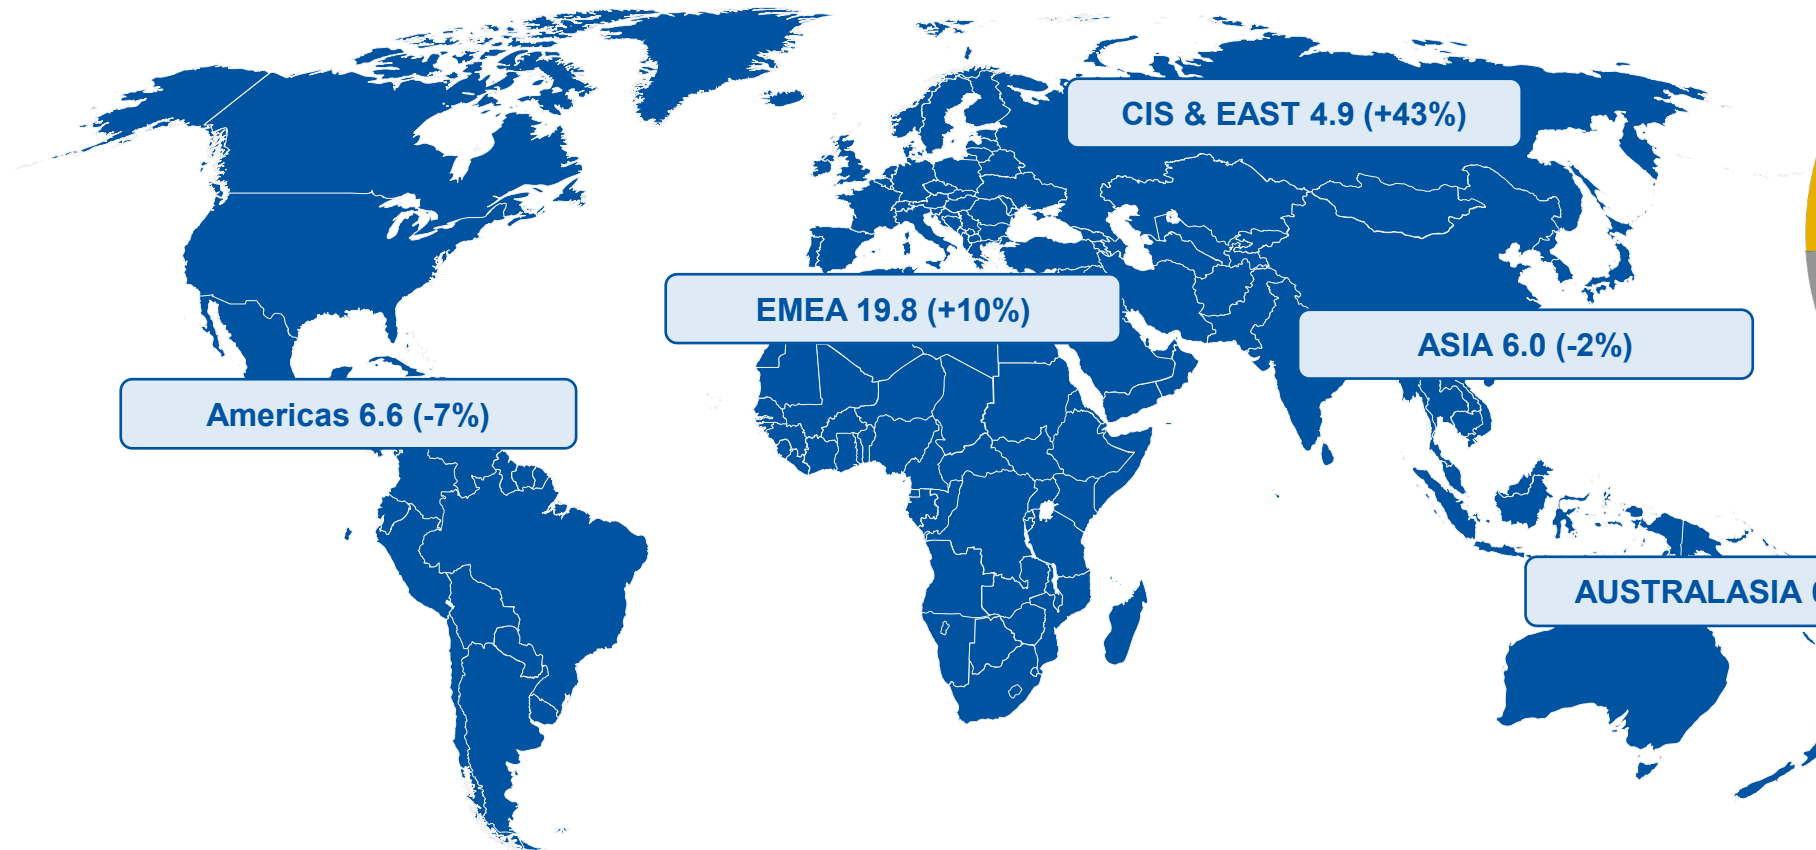 CIS & EAST 4.9 (+43%)
EMEA 19.8 (+10%)
ASIA 6.0 (-2%)
Americas 6.6 (-7%)
AUSTRALASIA